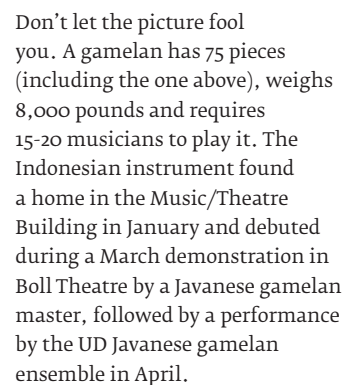 Don’t let the picture fool
you. A gamelan has 75 pieces
(including the one above), weighs
8,000 pounds and requires
15-20 musicians to play it. The
Indonesian instrument found
a home in the Music/Theatre
Building in January and debuted
during a March demonstration in
Boll Theatre by a Javanese gamelan
master, followed by a performance
by the UD Javanese gamelan
ensemble in April.